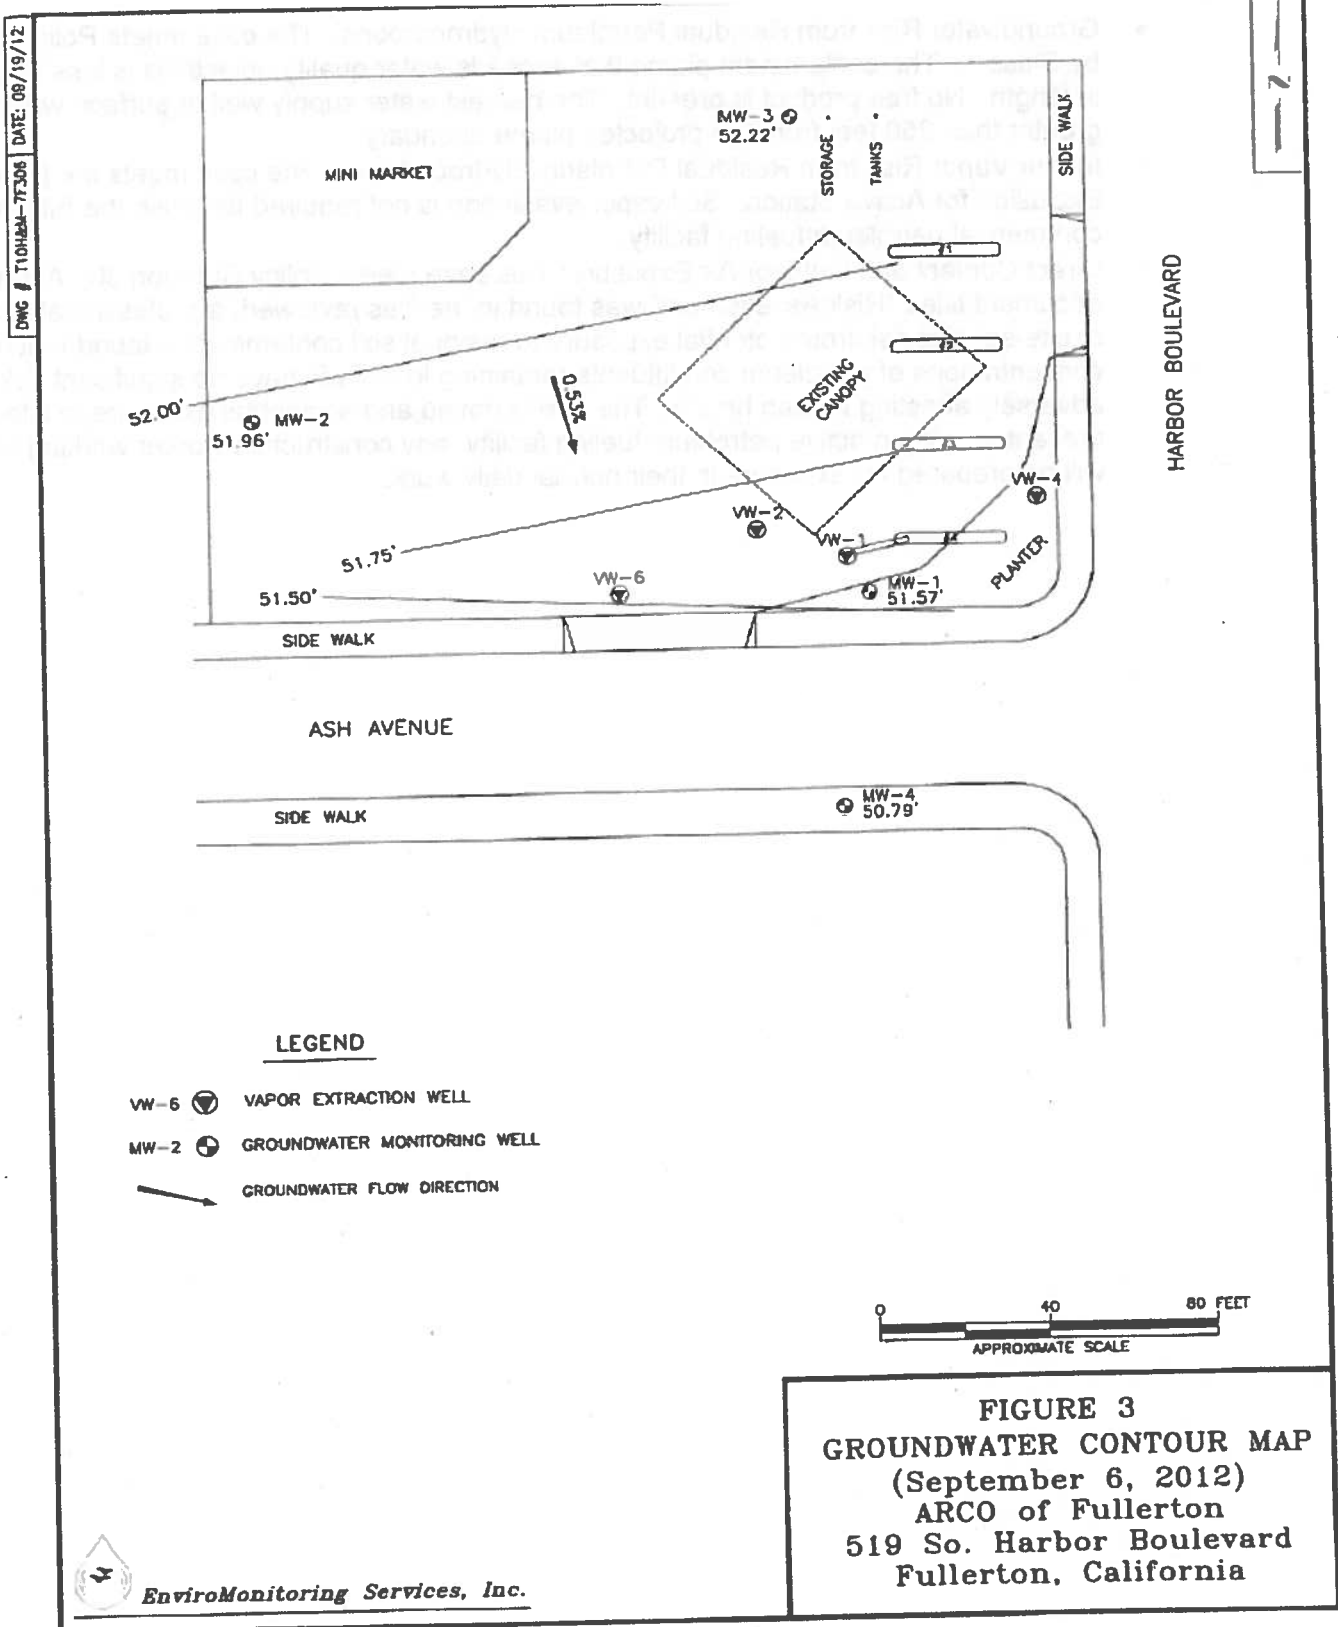 DWG # T10H&A-7F306 DATE: 09/19/12
MINI MARKET
MW-3
52.22'
STORAGE
TANKS
SIDE WALK
HARBOR BOULEVARD
52.00'
MW-2
51.96'
0.53%
EXISTING
CANOPY
VW-4
VW-2
VW-1
51.75'
VW-6
51.50'
MW-1
51.57'
PLANTER
SIDE WALK
ASH AVENUE
SIDE WALK
MW-4
50.79'
LEGEND
VW-6 VAPOR EXTRACTION WELL
MW-2 GROUNDWATER MONITORING WELL
GROUNDWATER FLOW DIRECTION
0 40 80 FEET
APPROXIMATE SCALE
FIGURE 3
GROUNDWATER CONTOUR MAP
(September 6, 2012)
ARCO of Fullerton
519 So. Harbor Boulevard
Fullerton, California
EnviroMonitoring Services, Inc.